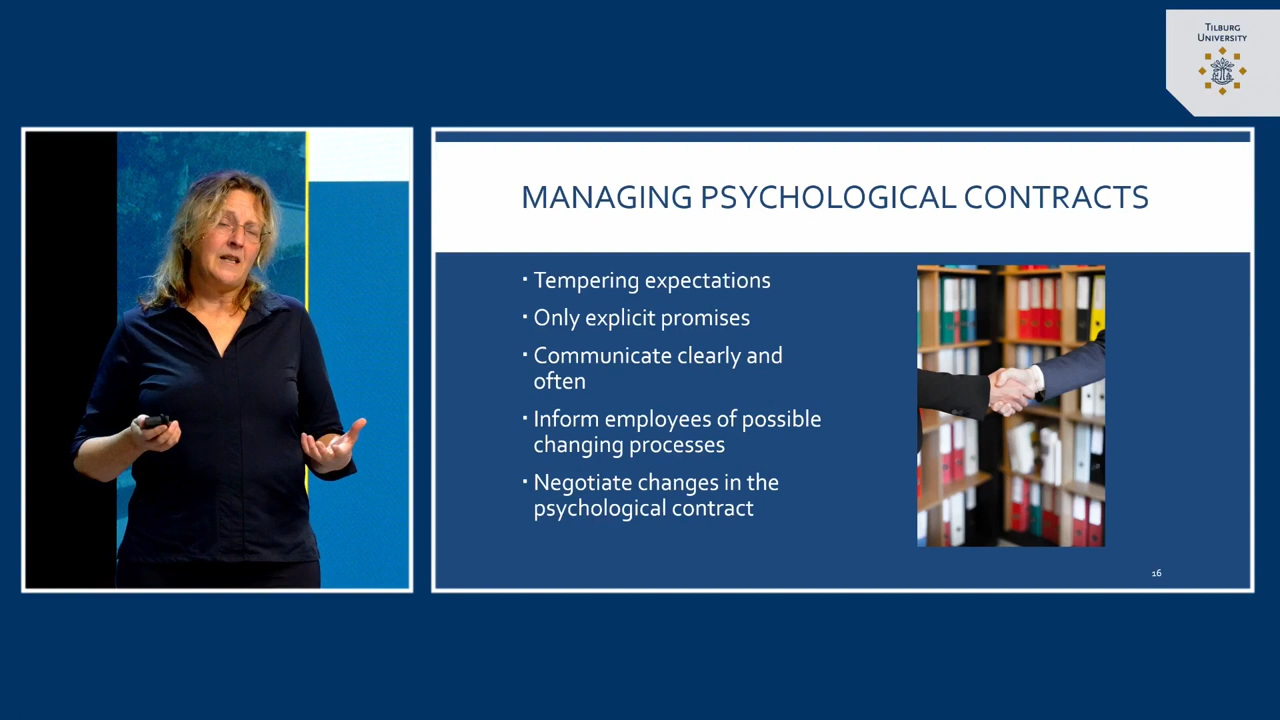 TILBURG
UNIVERSITY
MANAGING PSYCHOLOGICAL CONTRACTS
▪ Tempering expectations
▪ Only explicit promises
▪ Communicate clearly and
often
▪ Inform employees of possible
changing processes
▪ Negotiate changes in the
psychological contract
16